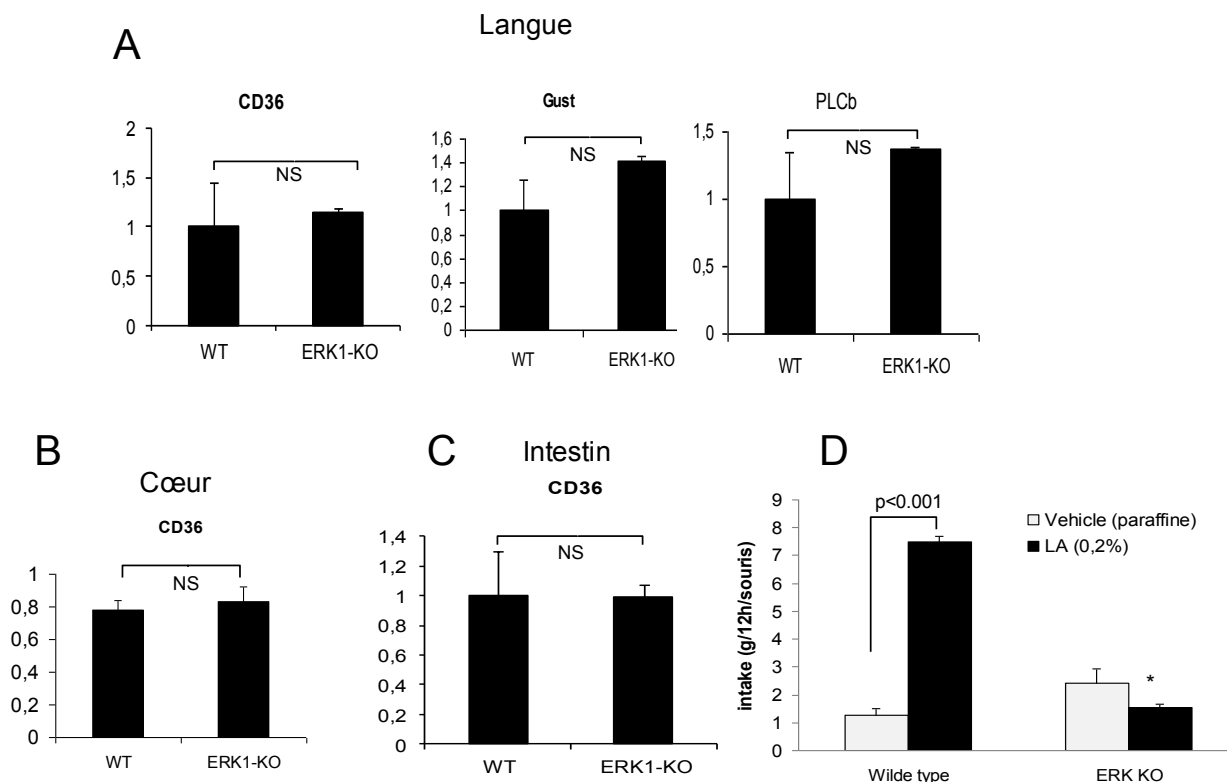 A
Langue
CD36
2
1,5
1
0,5
0
NS
WT
ERK1-KO
Gust
1,6
1,4
1,2
1
0,8
0,6
0,4
0,2
0
NS
WT
ERK1-KO
PLCb
1,5
1
0,5
0
NS
WT
ERK1-KO
B
Cœur
CD36
1
0,8
0,6
0,4
0,2
0
NS
WT
ERK1-KO
C
Intestin
CD36
1,4
1,2
1
0,8
0,6
0,4
0,2
0
NS
WT
ERK1-KO
D
intake (g/12h/souris)
9
8
7
6
5
4
3
2
1
0
p<0.001
Vehicle (paraffine)
LA (0,2%)
*
Wilde type
ERK KO